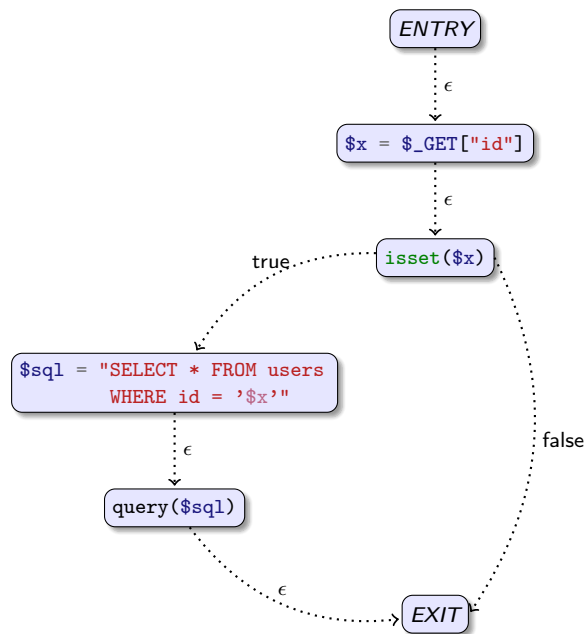 ENTRY
ϵ
$x = $_GET["id"]
ϵ
isset($x)
true
$sql = "SELECT * FROM users
WHERE id = '$x'"
false
ϵ
query($sql)
ϵ
EXIT